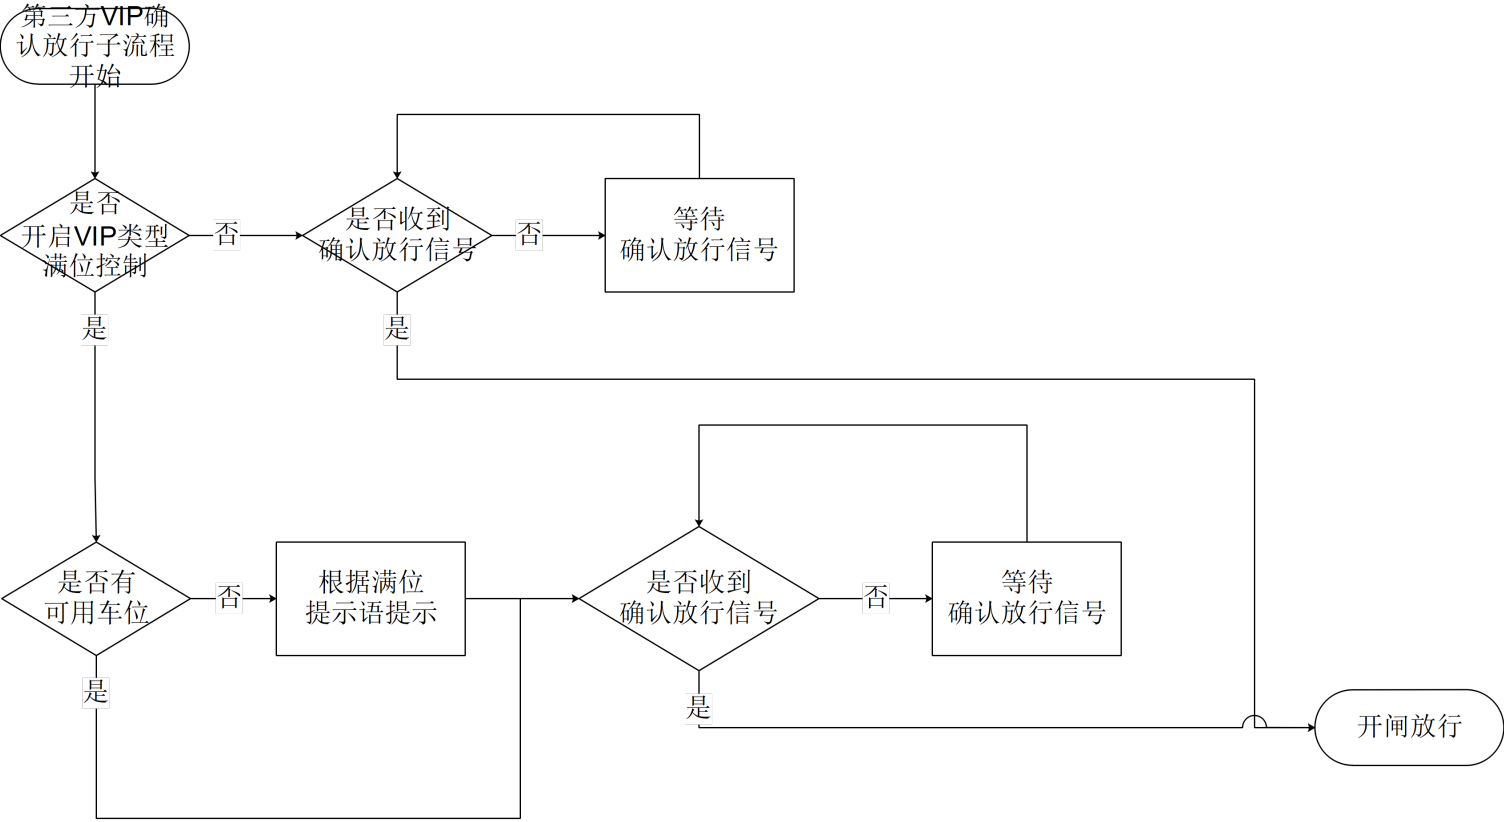 第三方VIP确
认放行子流程
开始
是否
开启VIP类型
满位控制
否
是否收到
确认放行信号
否
等待
确认放行信号
是
是
是否有
可用车位
否
根据满位
提示语提示
是否收到
确认放行信号
否
等待
确认放行信号
是
是
开闸放行